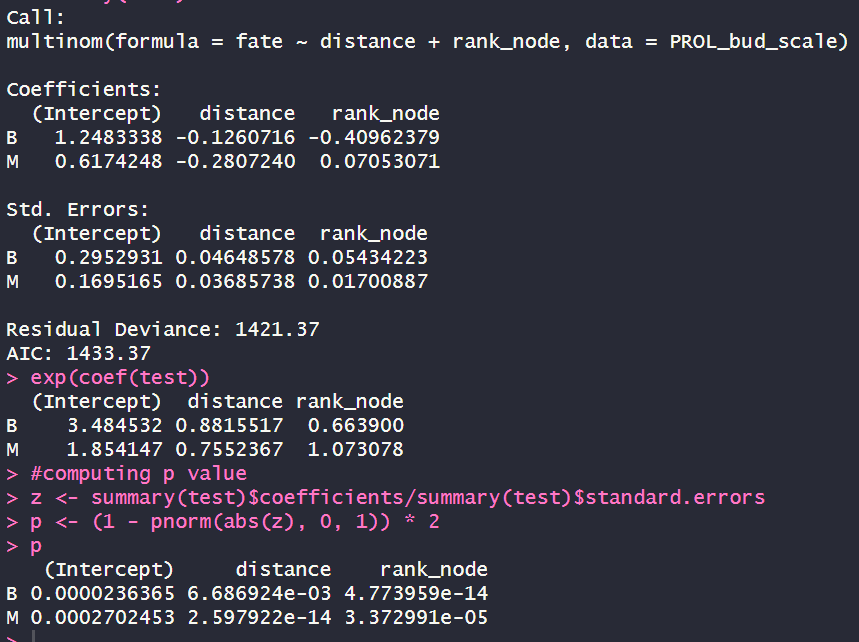 Call:
multinom(formula = fate ~ distance + rank_node, data = PROL_bud_scale)
Coefficients:
(Intercept) distance rank_node
B 1.2483338 -0.1260716 -0.40962379
M 0.6174248 -0.2807240 0.07053071
Std. Errors:
(Intercept) distance rank_node
B 0.2952931 0.04648578 0.05434223
M 0.1695165 0.03685738 0.01700887
Residual Deviance: 1421.37
AIC: 1433.37
> exp(coef(test))
(Intercept) distance rank_node
B 3.484532 0.8815517 0.663900
M 1.854147 0.7552367 1.073078
> #computing p value
> z <- summary(test)$coefficients/summary(test)$standard.errors
> p <- (1 - pnorm(abs(z), 0, 1)) * 2
> p
(Intercept) distance rank_node
B 0.0000236365 6.686924e-03 4.773959e-14
M 0.0002702453 2.597922e-14 3.372991e-05
>